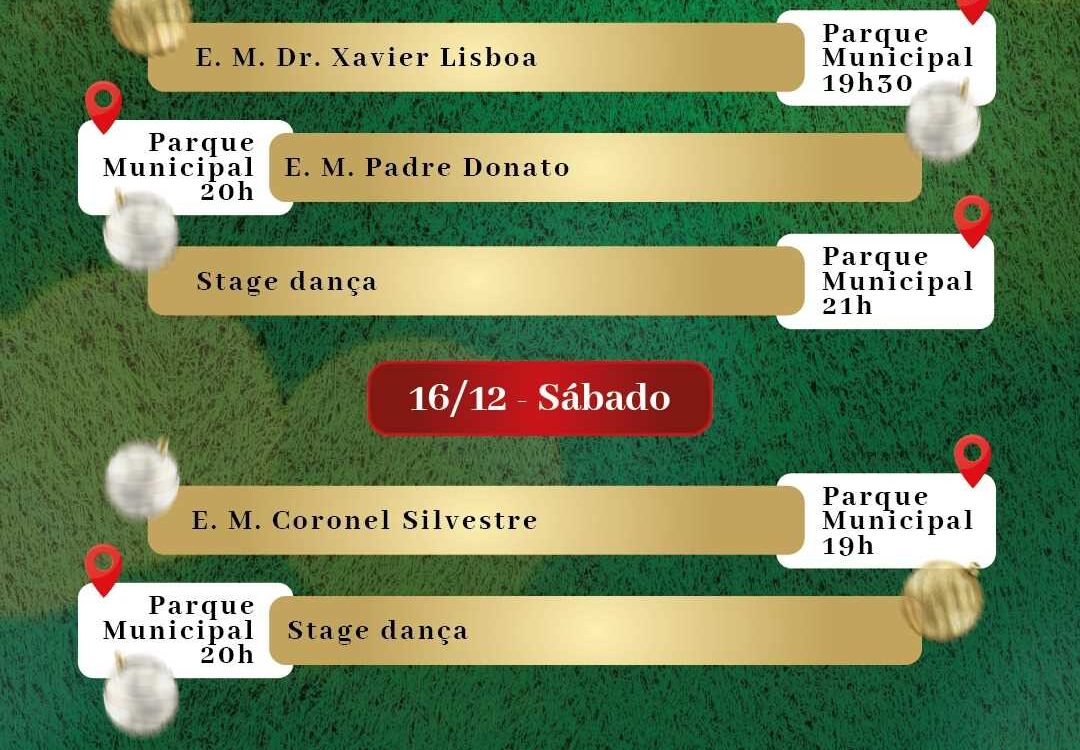 E. M. Dr. Xavier Lisboa
Parque
Municipal
19h30
Parque
Municipal
20h
E. M. Padre Donato
Stage dança
Parque
Municipal
21h
16/12 - Sábado
E. M. Coronel Silvestre
Parque
Municipal
19h
Parque
Municipal
20h
Stage dança